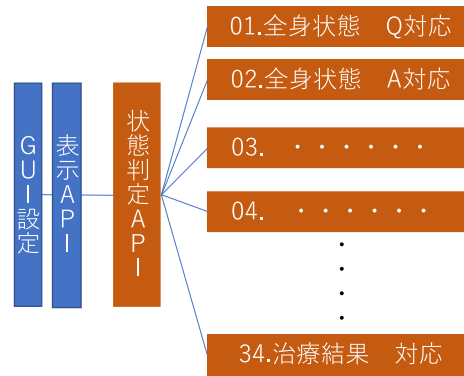 GUI設定
表示API
状態判定API
01.全身状態　Q対応
02.全身状態　A対応
03.　・・・・・・
04.　・・・・・・
・
・
・
・
34.治療結果　対応